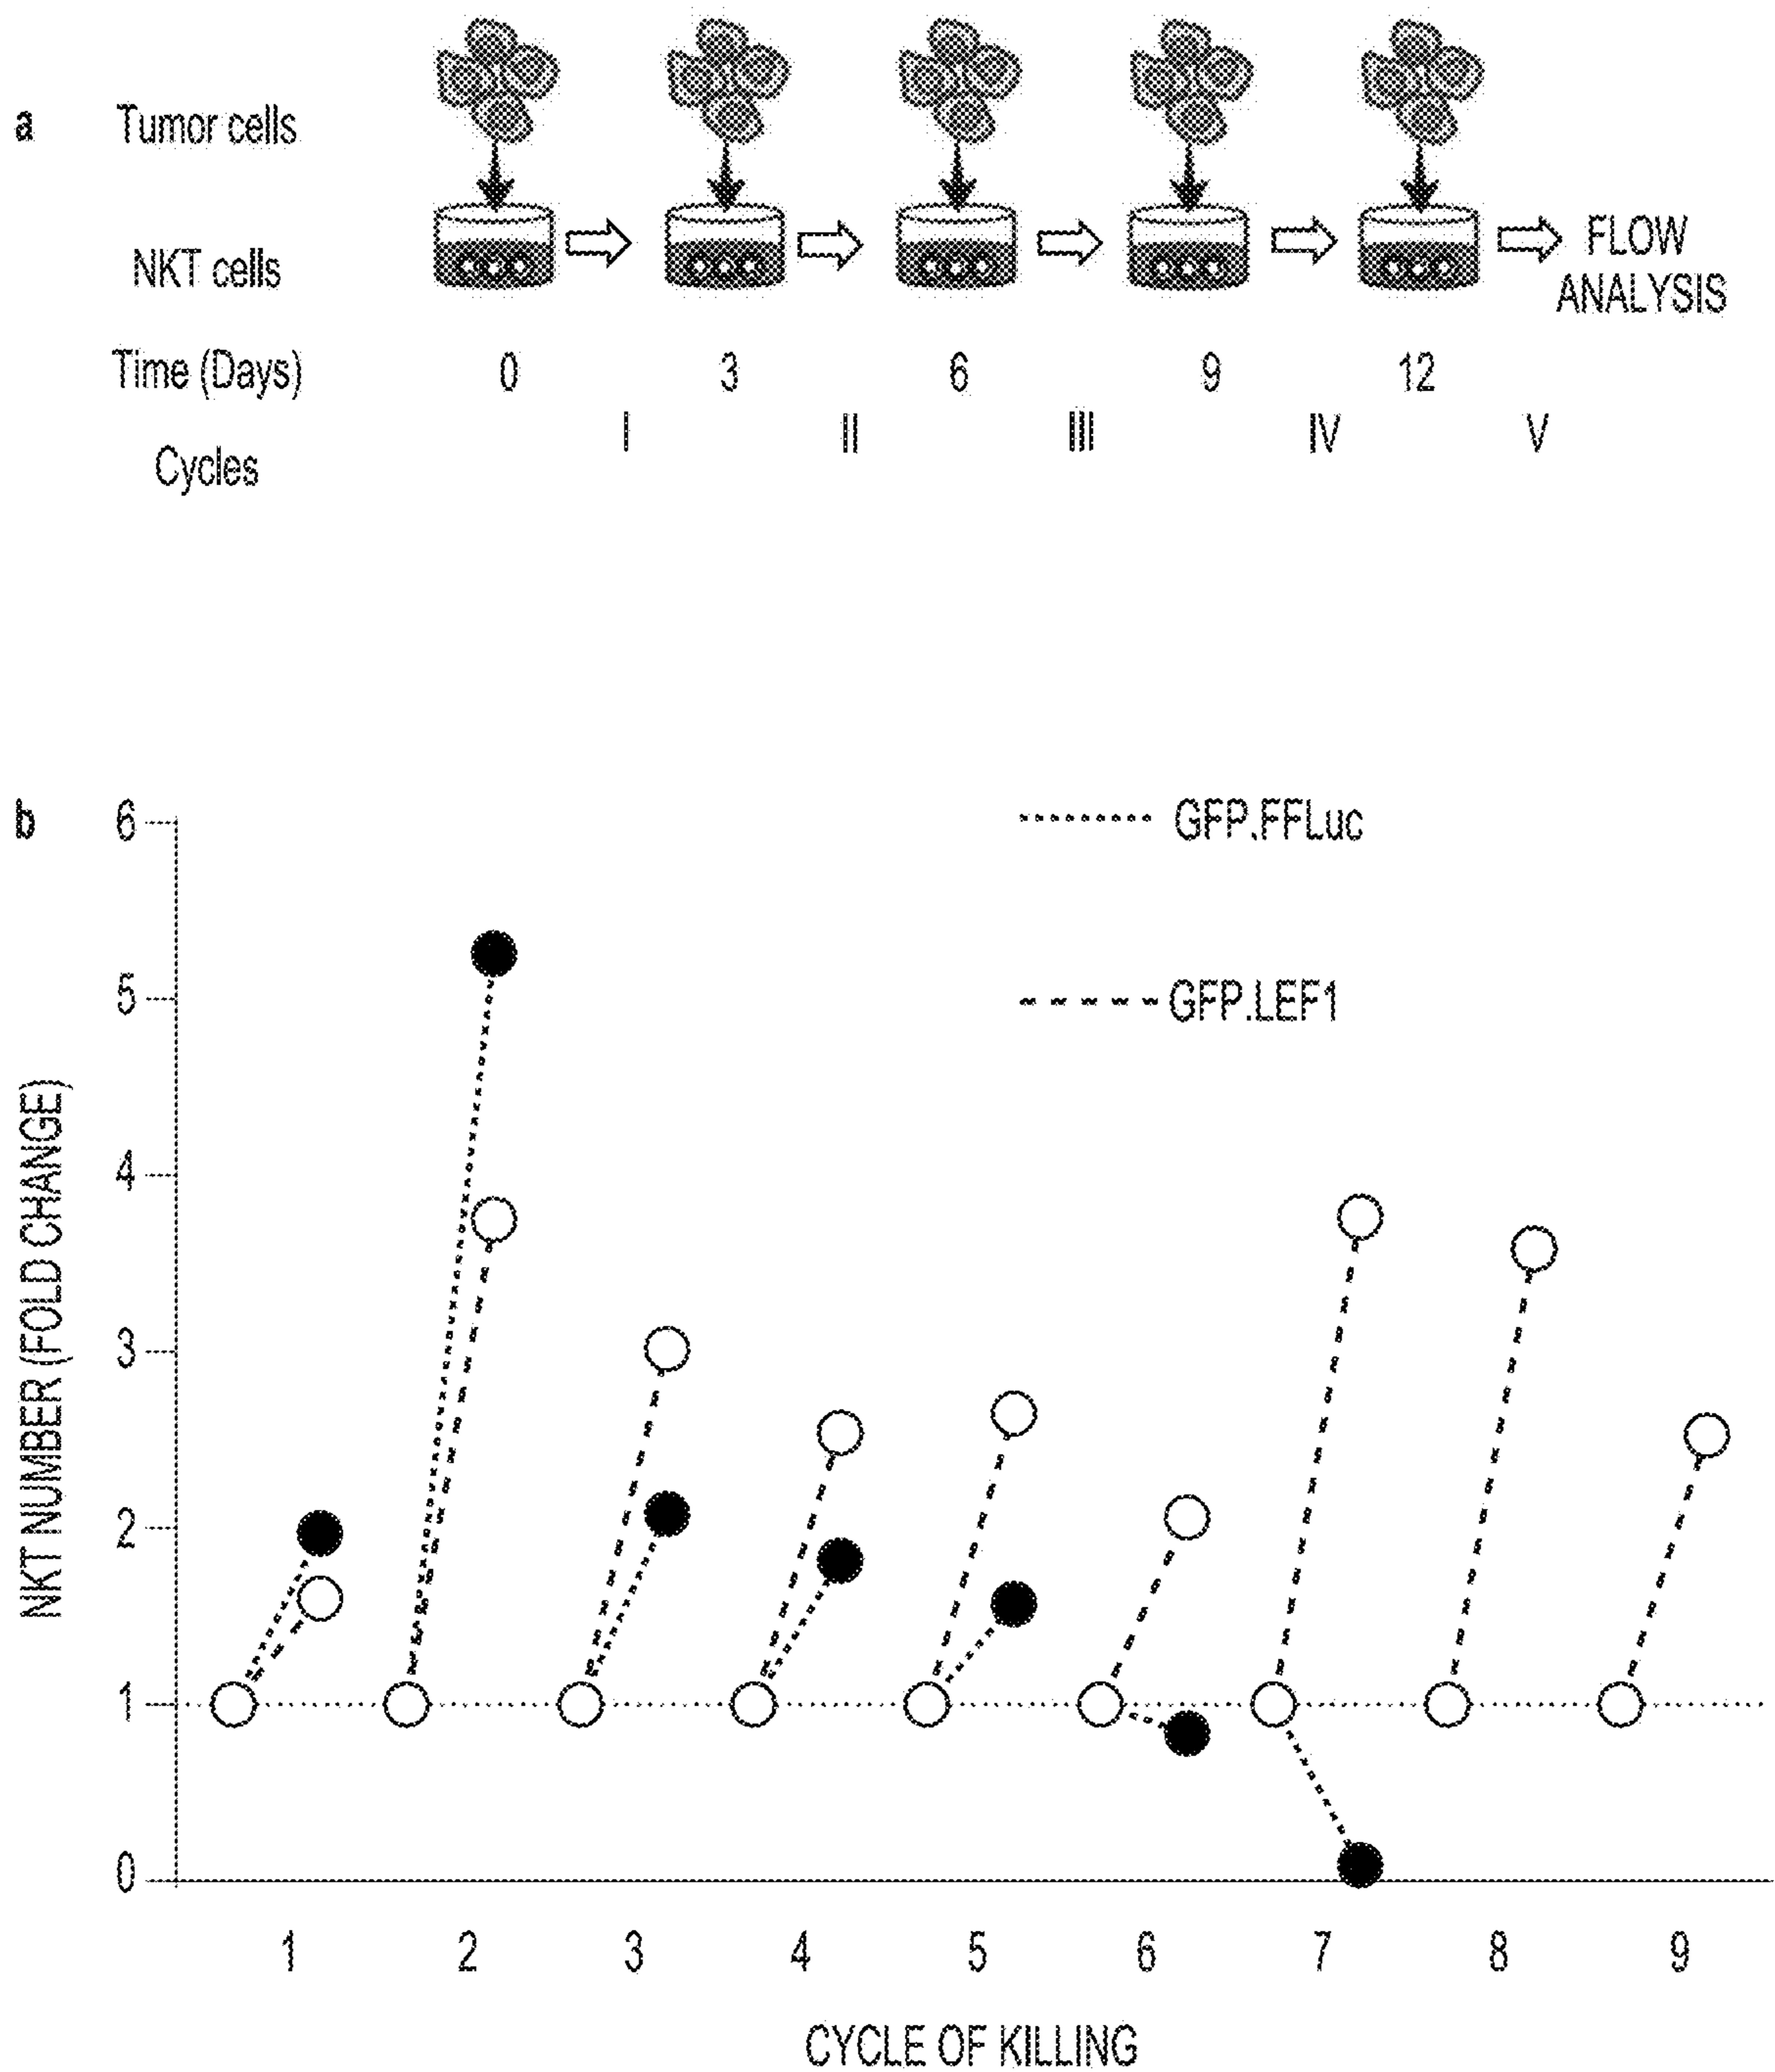 a
Tumor cells
NKT cells
FLOW
ANALYSIS
Time (Days) 0 3 6 9 12
Cycles I II III IV V
b
GFP.FFLuc
GFP.LEF1
NKT NUMBER (FOLD CHANGE)
6
5
4
3
2
1
0
1 2 3 4 5 6 7 8 9
CYCLE OF KILLING